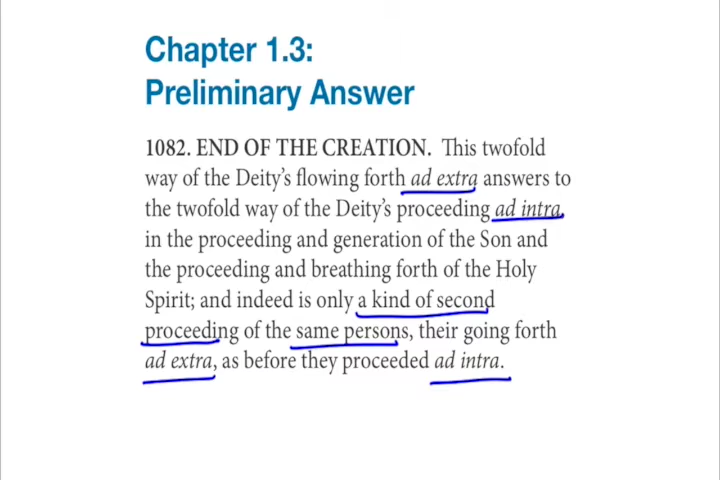 Chapter 1.3:
Preliminary Answer
1082. END OF THE CREATION. This twofold
way of the Deity's flowing forth ad extra answers to
the twofold way of the Deity's proceeding ad intra,
in the proceeding and generation of the Son and
the proceeding and breathing forth of the Holy
Spirit; and indeed is only a kind of second
proceeding of the same persons, their going forth
ad extra, as before they proceeded ad intra.